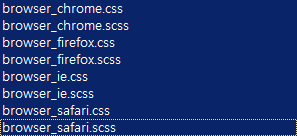 browser_chrome.css
browser_chrome.scss
browser_firefox.css
browser_firefox.scss
browser_ie.css
browser_ie.scss
browser_safari.css
browser_safari.scss